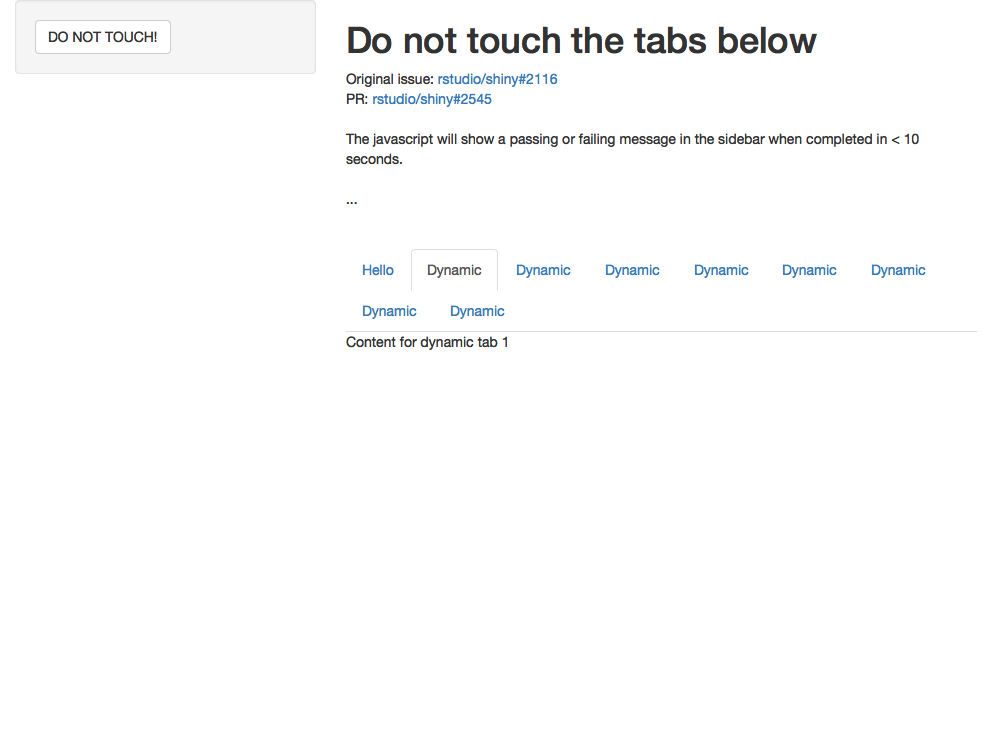 DO NOT TOUCH!
Do not touch the tabs below
Original issue: rstudio/shiny#2116
PR: rstudio/shiny#2545
The javascript will show a passing or failing message in the sidebar when completed in < 10
seconds.
...
Hello Dynamic Dynamic Dynamic Dynamic Dynamic Dynamic
Dynamic Dynamic
Content for dynamic tab 1